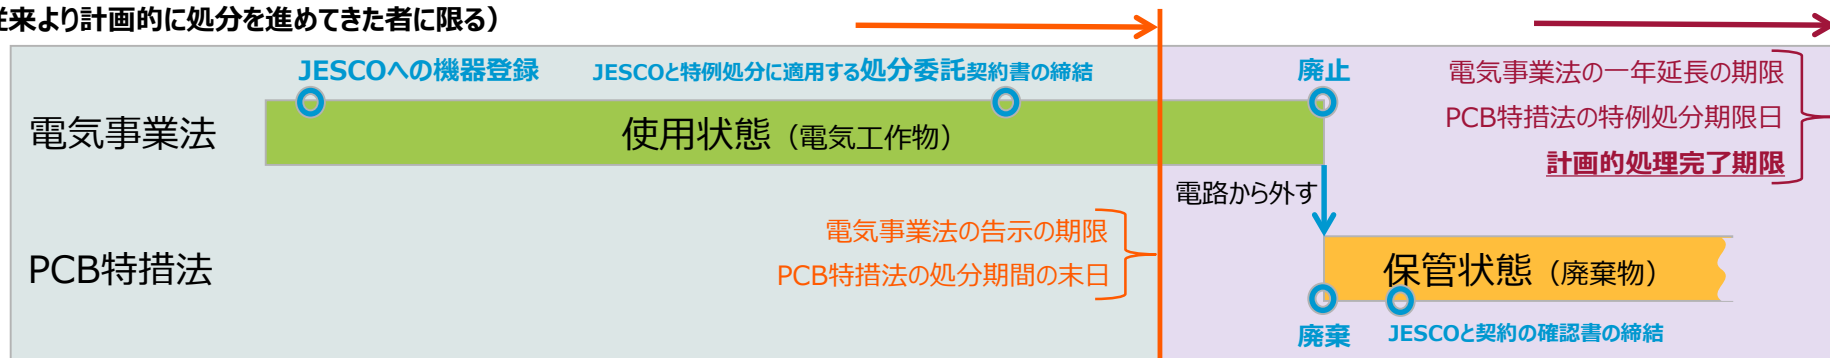 従来より計画的に処分を進めてきた者に限る）
JESCOへの機器登録
JESCOと特例処分に適用する処分委託契約書の締結
廃止
電気事業法の一年延長の期限
PCB特措法の特例処分期限日
計画的処理完了期限
電気事業法
使用状態（電気工作物）
電路から外す
電気事業法の告示の期限
PCB特措法の処分期間の末日
PCB特措法
保管状態（廃棄物）
廃棄
JESCOと契約の確認書の締結